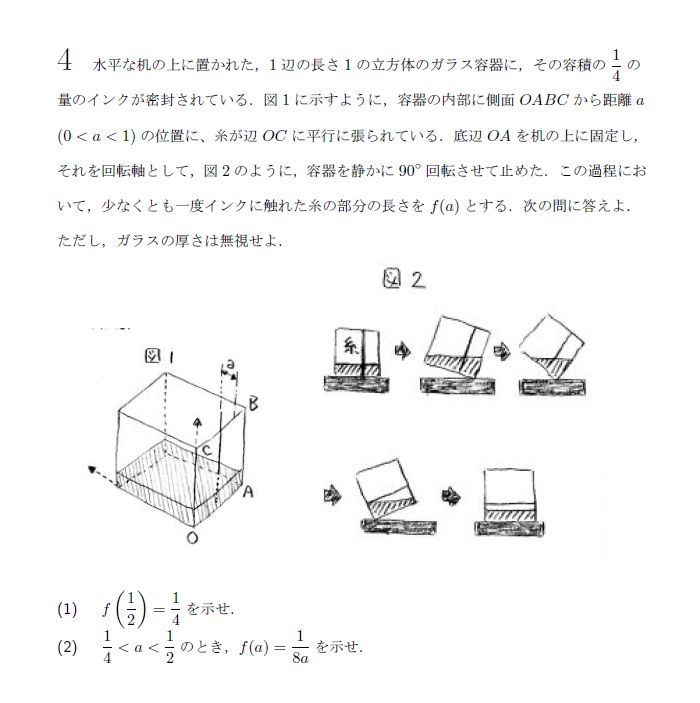 4 水平な机の上に置かれた，1 辺の長さ 1 の立方体のガラス容器に，その容積の 1/4 の
量のインクが密封されている．図 1 に示すように，容器の内部に側面 OABC から距離 a
(0 < a < 1) の位置に、糸が辺 OC に平行に張られている．底辺 OA を机の上に固定し，
それを回転軸として，図 2 のように，容器を静かに 90° 回転させて止めた．この過程にお
いて，少なくとも一度インクに触れた糸の部分の長さを f(a) とする．次の問に答えよ．
ただし，ガラスの厚さは無視せよ．
図 2
図 1
a
B
C
A
O
糸
(1) f(1/2) = 1/4 を示せ．
(2) 1/4 < a < 1/2 のとき，f(a) = 1/8a を示せ．